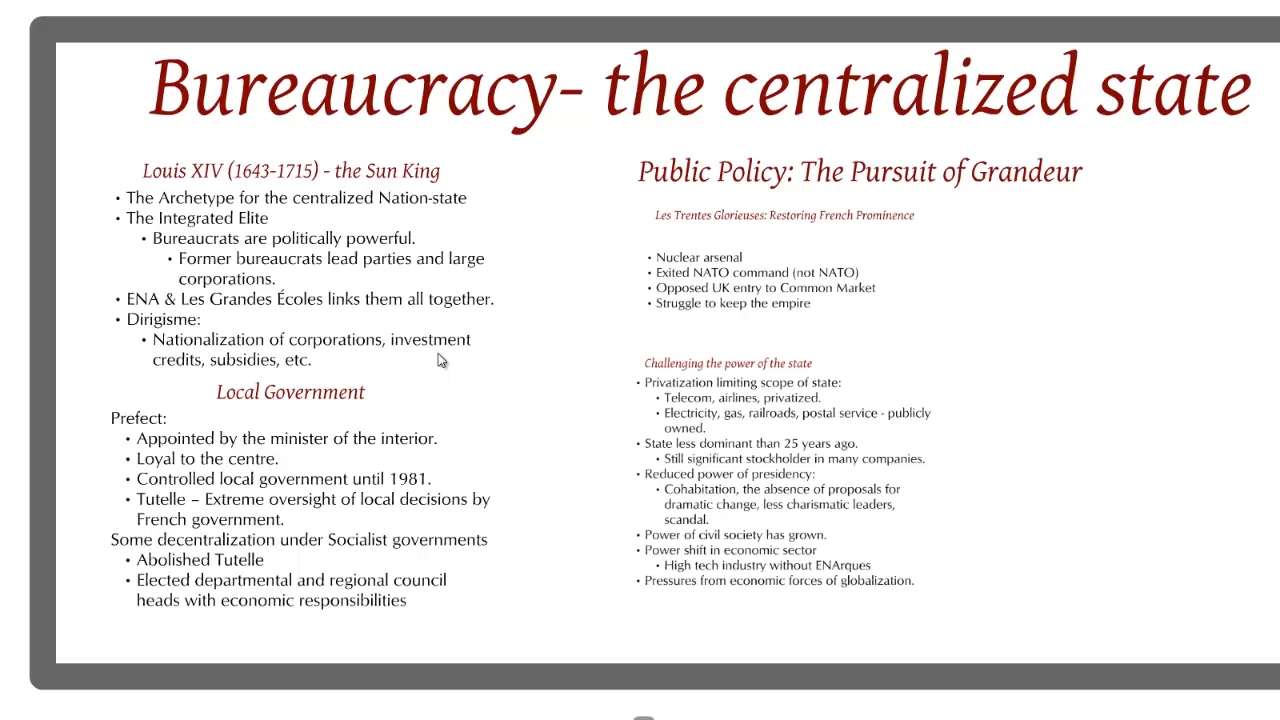 Bureaucracy- the centralized state
Louis XIV (1643-1715) - the Sun King
• The Archetype for the centralized Nation-state
• The Integrated Elite
• Bureaucrats are politically powerful.
• Former bureaucrats lead parties and large
corporations.
• ENA & Les Grandes Écoles links them all together.
• Dirigisme:
• Nationalization of corporations, investment
credits, subsidies, etc.
Local Government
Prefect:
• Appointed by the minister of the interior.
• Loyal to the centre.
• Controlled local government until 1981.
• Tutelle – Extreme oversight of local decisions by
French government.
Some decentralization under Socialist governments
• Abolished Tutelle
• Elected departmental and regional council
heads with economic responsibilities
Public Policy: The Pursuit of Grandeur
Les Trentes Glorieuses: Restoring French Prominence
• Nuclear arsenal
• Exited NATO command (not NATO)
• Opposed UK entry to Common Market
• Struggle to keep the empire
Challenging the power of the state
• Privatization limiting scope of state:
• Telecom, airlines, privatized.
• Electricity, gas, railroads, postal service - publicly
owned.
• State less dominant than 25 years ago.
• Still significant stockholder in many companies.
• Reduced power of presidency:
• Cohabitation, the absence of proposals for
dramatic change, less charismatic leaders,
scandal.
• Power of civil society has grown.
• Power shift in economic sector
• High tech industry without ENArques
• Pressures from economic forces of globalization.